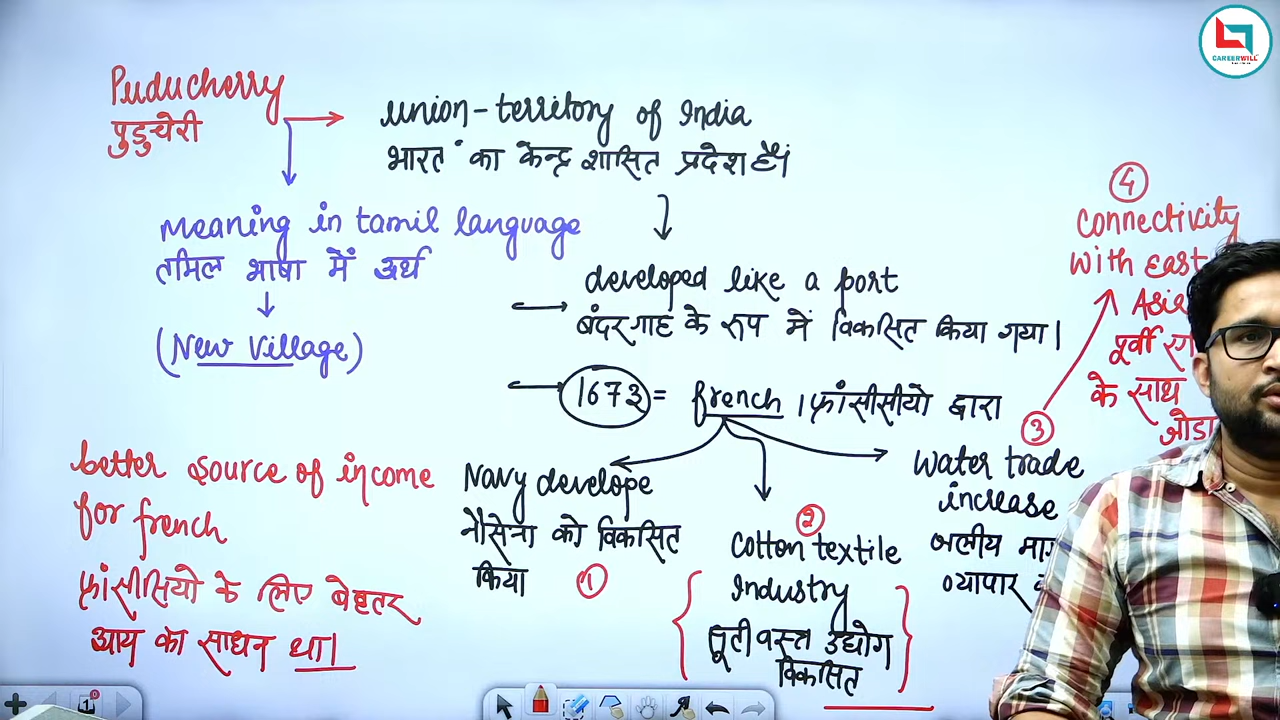 Puducherry
पुडुचेरी
union-territory of India
भारत का केन्द्र शासित प्रदेश है।
Meaning in tamil language
तमिल भाषा में अर्थ
(New Village)
developed like a port
बंदरगाह के रूप में विकसित किया गया।
1673 = french । फ्रांसीसीयो द्वारा
Navy develope
नौसेना को विकसित
किया
1
2
Cotton textile
Industry
सूती वस्त्र उद्योग
विकसित
3
Water trade
increase
जलीय
व्यापार
4
Connectivity
with east
पूर्वी
के साथ
better source of income
for french
फ्रांसीसियो के लिए बेहतर
आय का साधन था।
CAREERWILL